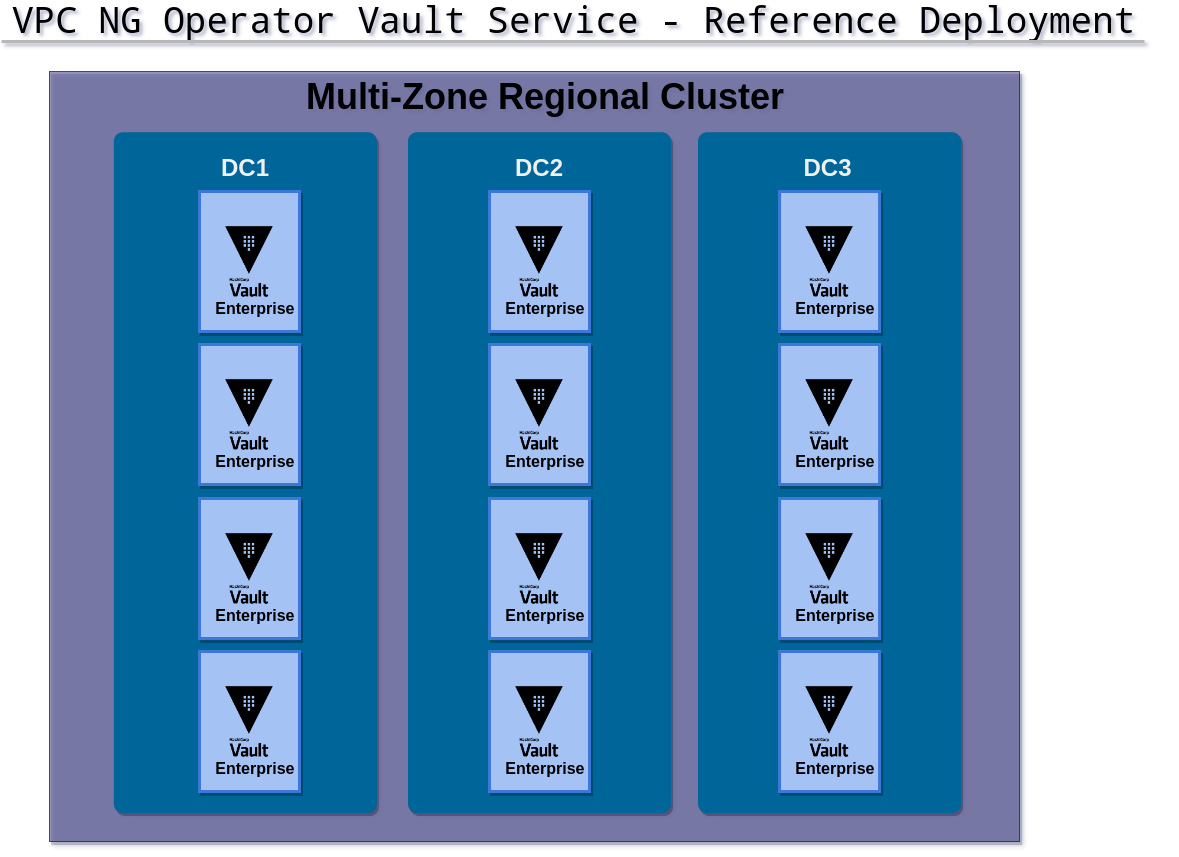 VPC NG Operator Vault Service - Reference Deployment
Multi-Zone Regional Cluster
DC1
DC2
DC3
HashiCorp
Vault
Enterprise
HashiCorp
Vault
Enterprise
HashiCorp
Vault
Enterprise
HashiCorp
Vault
Enterprise
HashiCorp
Vault
Enterprise
HashiCorp
Vault
Enterprise
HashiCorp
Vault
Enterprise
HashiCorp
Vault
Enterprise
HashiCorp
Vault
Enterprise
HashiCorp
Vault
Enterprise
HashiCorp
Vault
Enterprise
HashiCorp
Vault
Enterprise